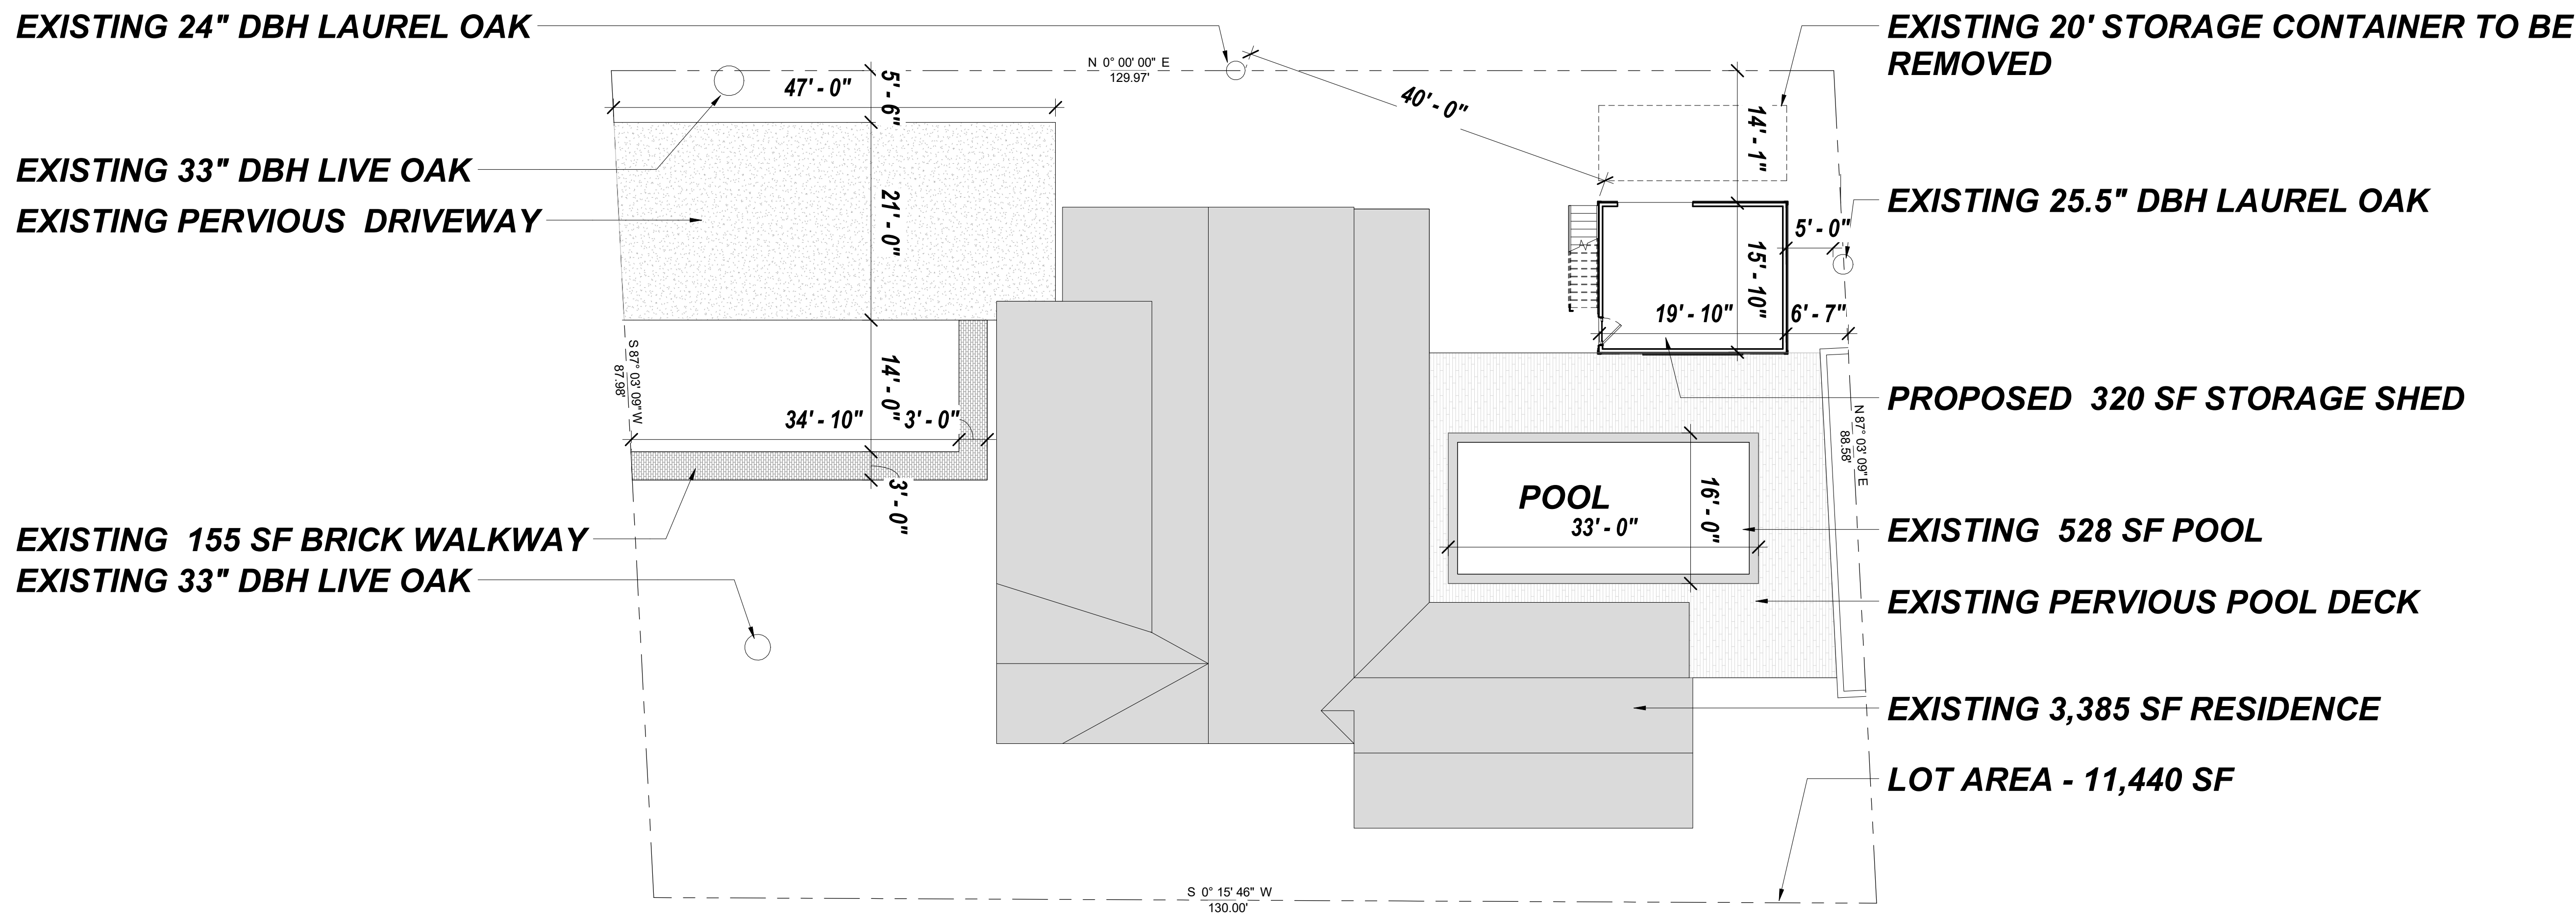 EXISTING 24" DBH LAUREL OAK
EXISTING 33" DBH LIVE OAK
EXISTING PERVIOUS DRIVEWAY
EXISTING 155 SF BRICK WALKWAY
EXISTING 33" DBH LIVE OAK
N 0° 00' 00" E
129.97'
47' - 0"
5' - 6"
21' - 0"
14' - 0"
34' - 10"
3' - 0"
3' - 0"
S 87° 03' 09" W
87.98'
40' - 0"
14' - 1"
15' - 10"
19' - 10"
5' - 0"
6' - 7"
POOL
33' - 0"
16' - 0"
N 87° 03' 09" E
88.58'
S 0° 15' 46" W
130.00'
EXISTING 20' STORAGE CONTAINER TO BE
REMOVED
EXISTING 25.5" DBH LAUREL OAK
PROPOSED 320 SF STORAGE SHED
EXISTING 528 SF POOL
EXISTING PERVIOUS POOL DECK
EXISTING 3,385 SF RESIDENCE
LOT AREA - 11,440 SF